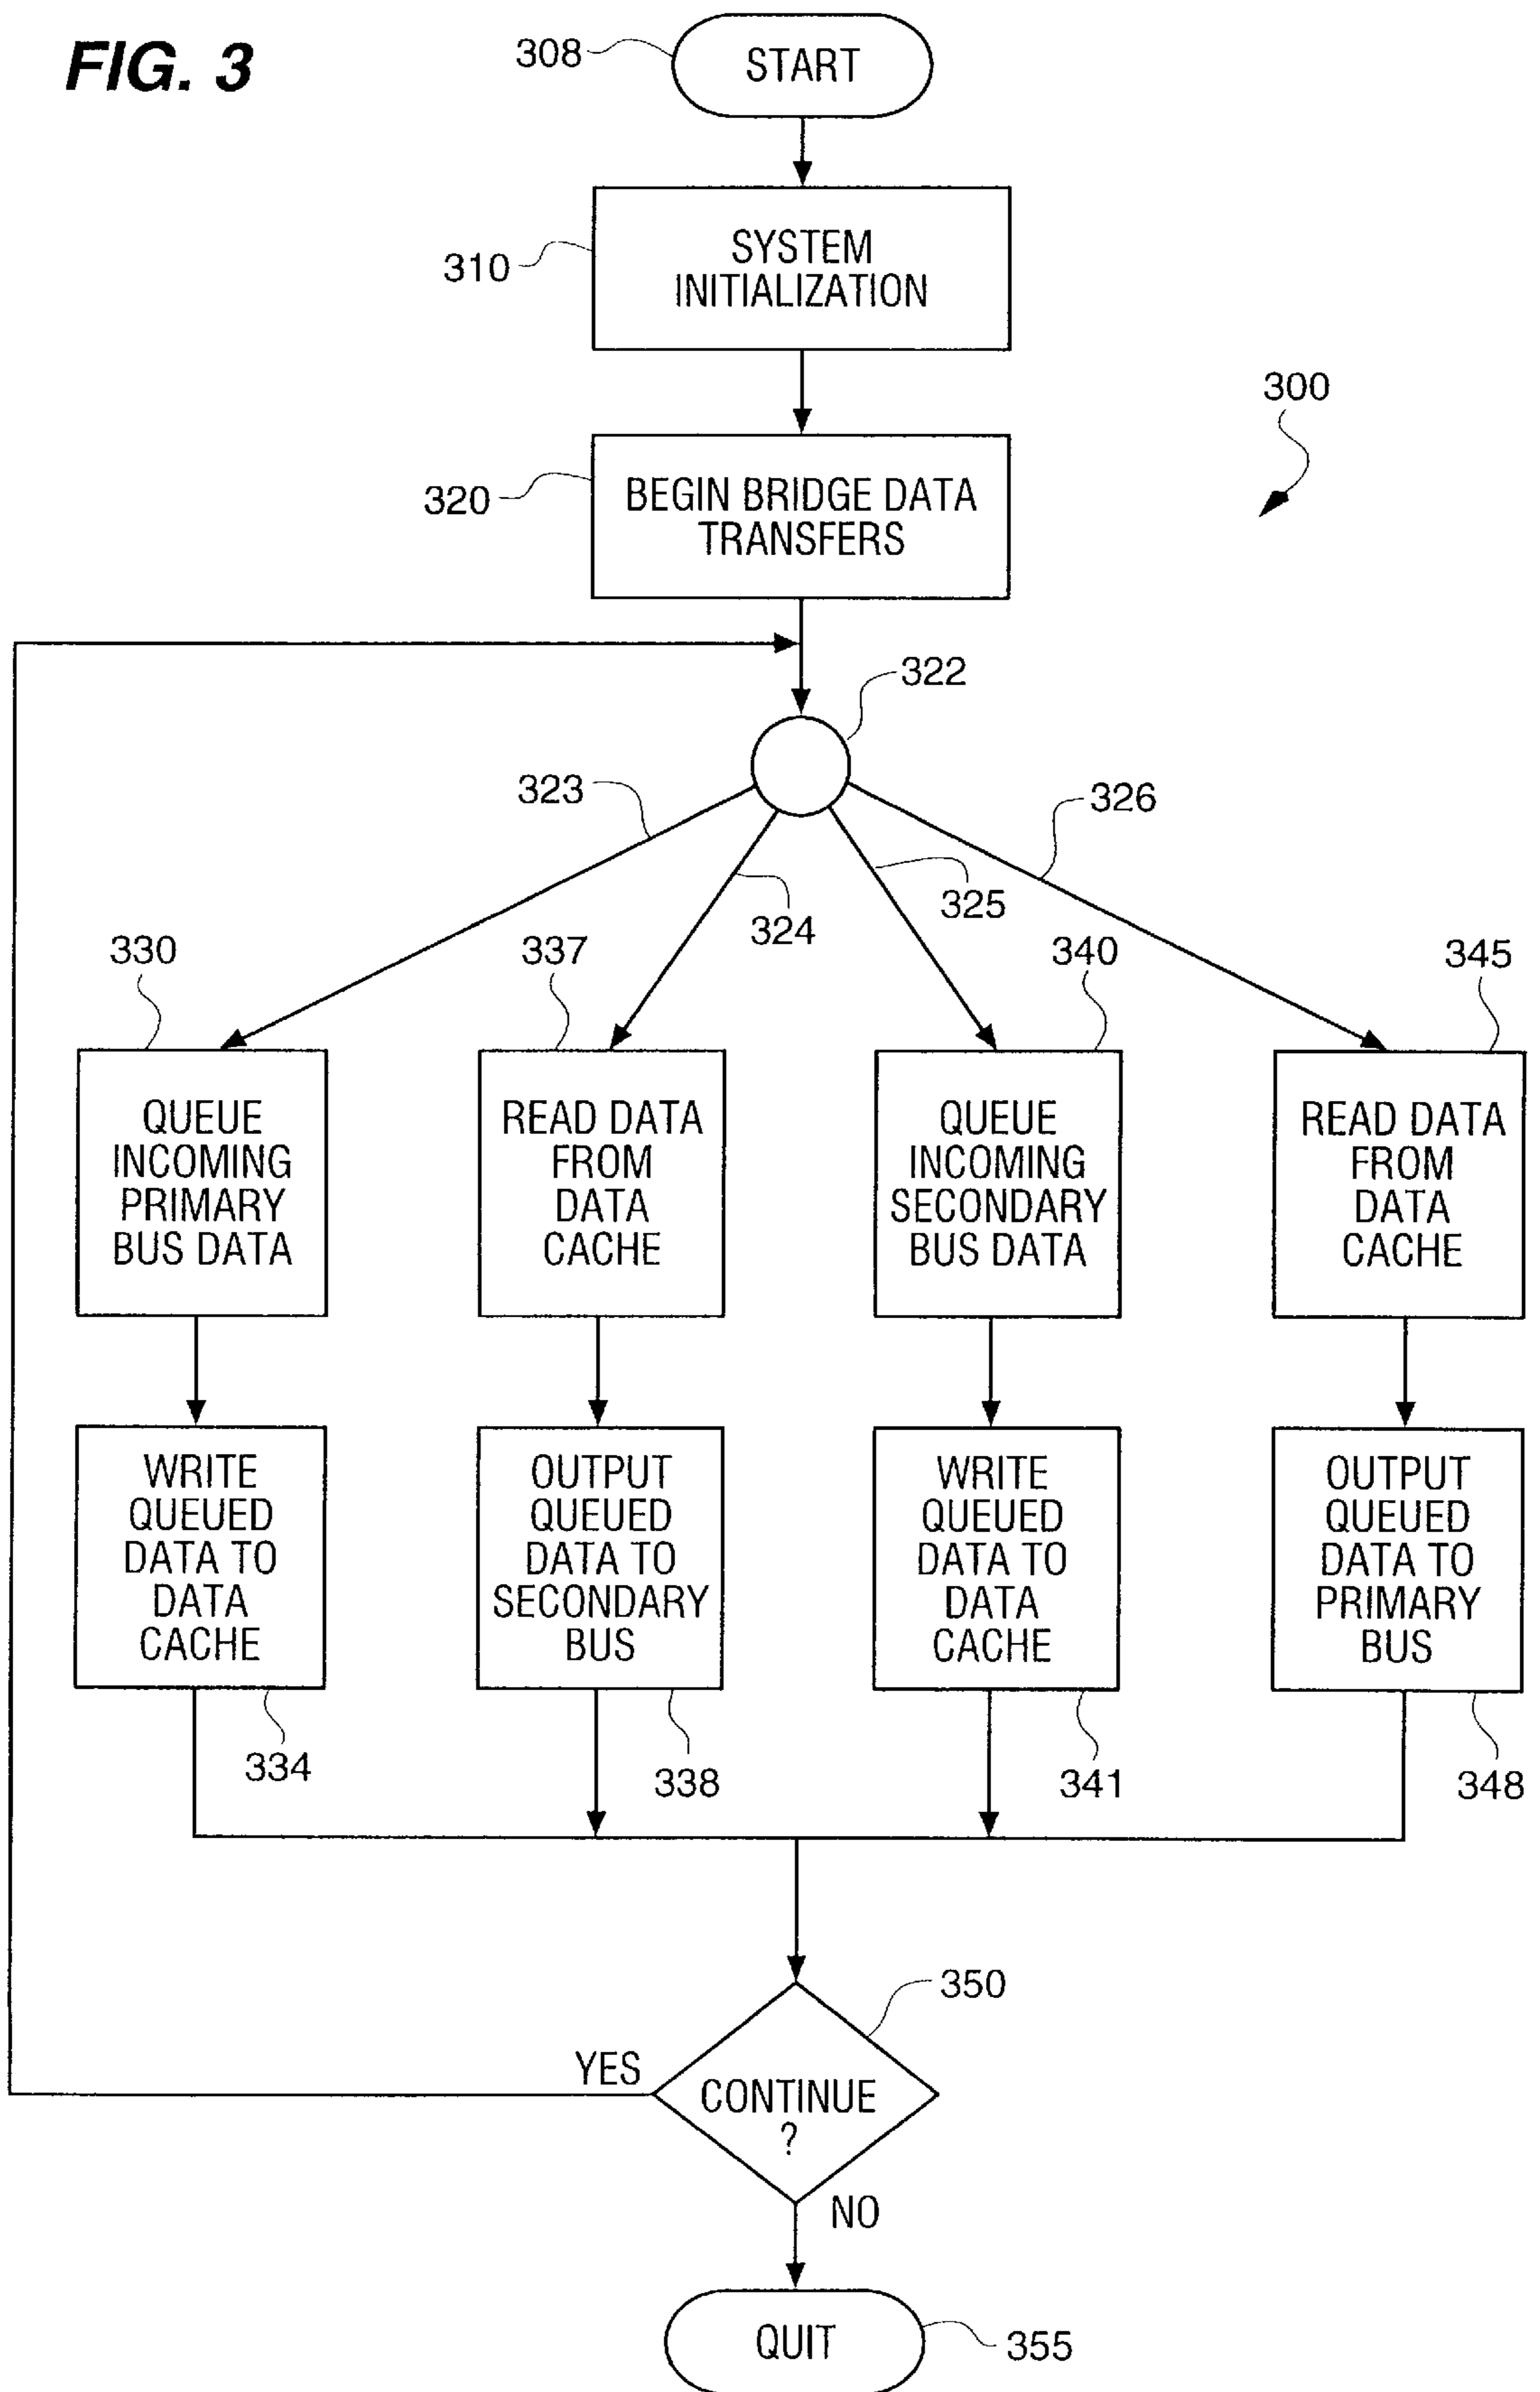 FIG. 3
308
START
310
SYSTEM
INITIALIZATION
300
320
BEGIN BRIDGE DATA
TRANSFERS
322
323
326
325
324
330
337
340
345
QUEUE
INCOMING
PRIMARY
BUS DATA
READ DATA
FROM
DATA
CACHE
QUEUE
INCOMING
SECONDARY
BUS DATA
READ DATA
FROM
DATA
CACHE
WRITE
QUEUED
DATA TO
DATA
CACHE
OUTPUT
QUEUED
DATA TO
SECONDARY
BUS
WRITE
QUEUED
DATA TO
DATA
CACHE
OUTPUT
QUEUED
DATA TO
PRIMARY
BUS
334
338
341
348
350
YES
CONTINUE
?
NO
QUIT
355